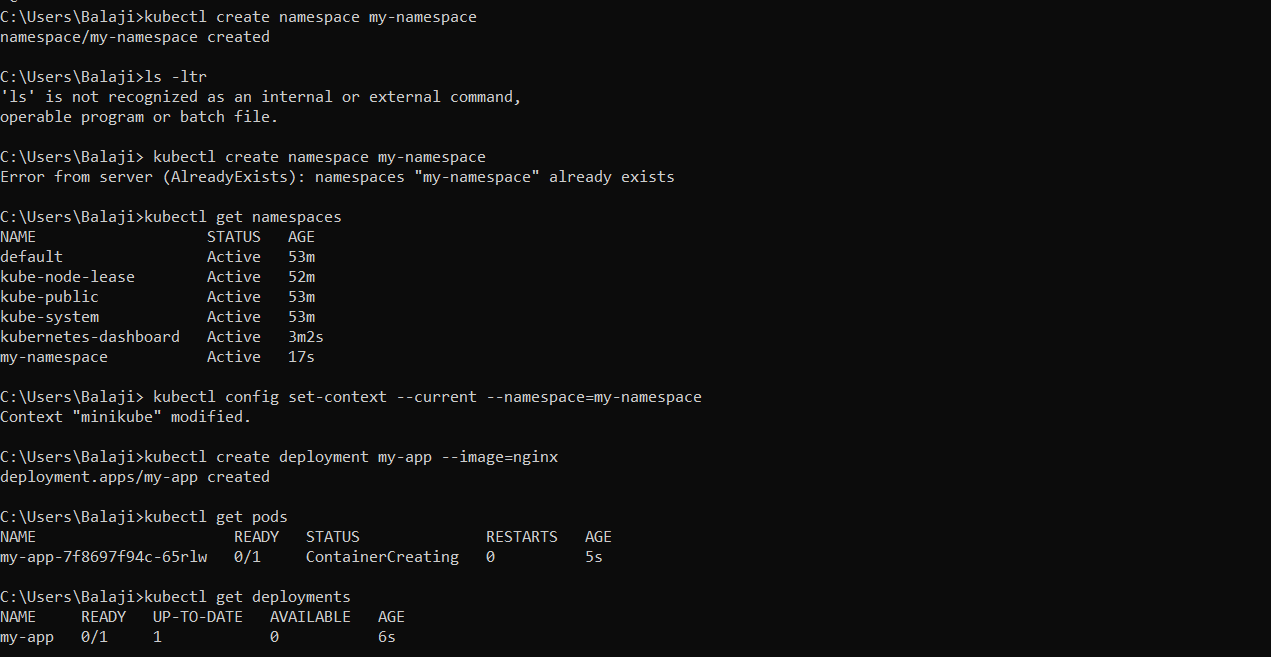 C:\Users\Balaji>kubectl create namespace my-namespace
namespace/my-namespace created
C:\Users\Balaji>ls -ltr
'ls' is not recognized as an internal or external command,
operable program or batch file.
C:\Users\Balaji> kubectl create namespace my-namespace
Error from server (AlreadyExists): namespaces "my-namespace" already exists
C:\Users\Balaji>kubectl get namespaces
NAME                   STATUS   AGE
default                Active   53m
kube-node-lease        Active   52m
kube-public            Active   53m
kube-system            Active   53m
kubernetes-dashboard   Active   3m2s
my-namespace           Active   17s
C:\Users\Balaji> kubectl config set-context --current --namespace=my-namespace
Context "minikube" modified.
C:\Users\Balaji>kubectl create deployment my-app --image=nginx
deployment.apps/my-app created
C:\Users\Balaji>kubectl get pods
NAME                      READY   STATUS              RESTARTS   AGE
my-app-7f8697f94c-65rlw   0/1     ContainerCreating   0          5s
C:\Users\Balaji>kubectl get deployments
NAME     READY   UP-TO-DATE   AVAILABLE   AGE
my-app   0/1     1            0           6s